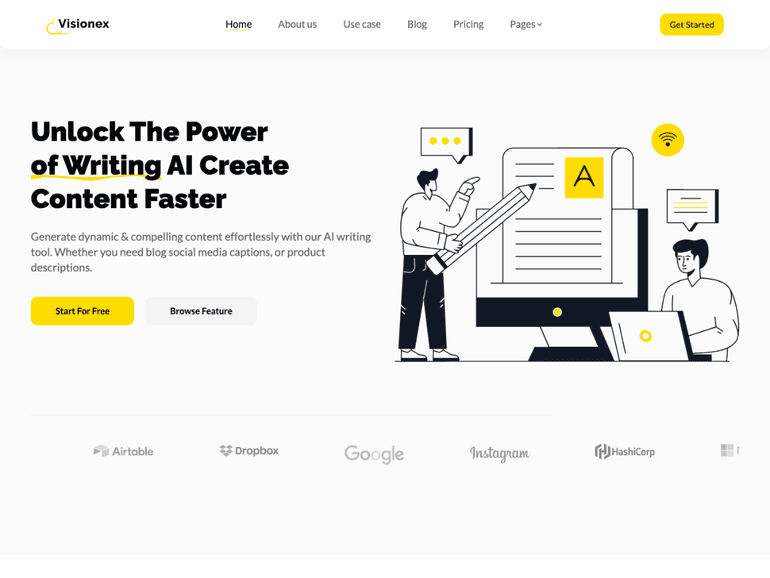 Visionex
Home About us Use case Blog Pricing Pages
Get Started
Unlock The Power
of Writing AI Create
Content Faster
Generate dynamic & compelling content effortlessly with our AI writing
tool. Whether you need blog social media captions, or product
descriptions.
Start For Free Browse Feature
A
Airtable Dropbox Google Instagram HashiCorp